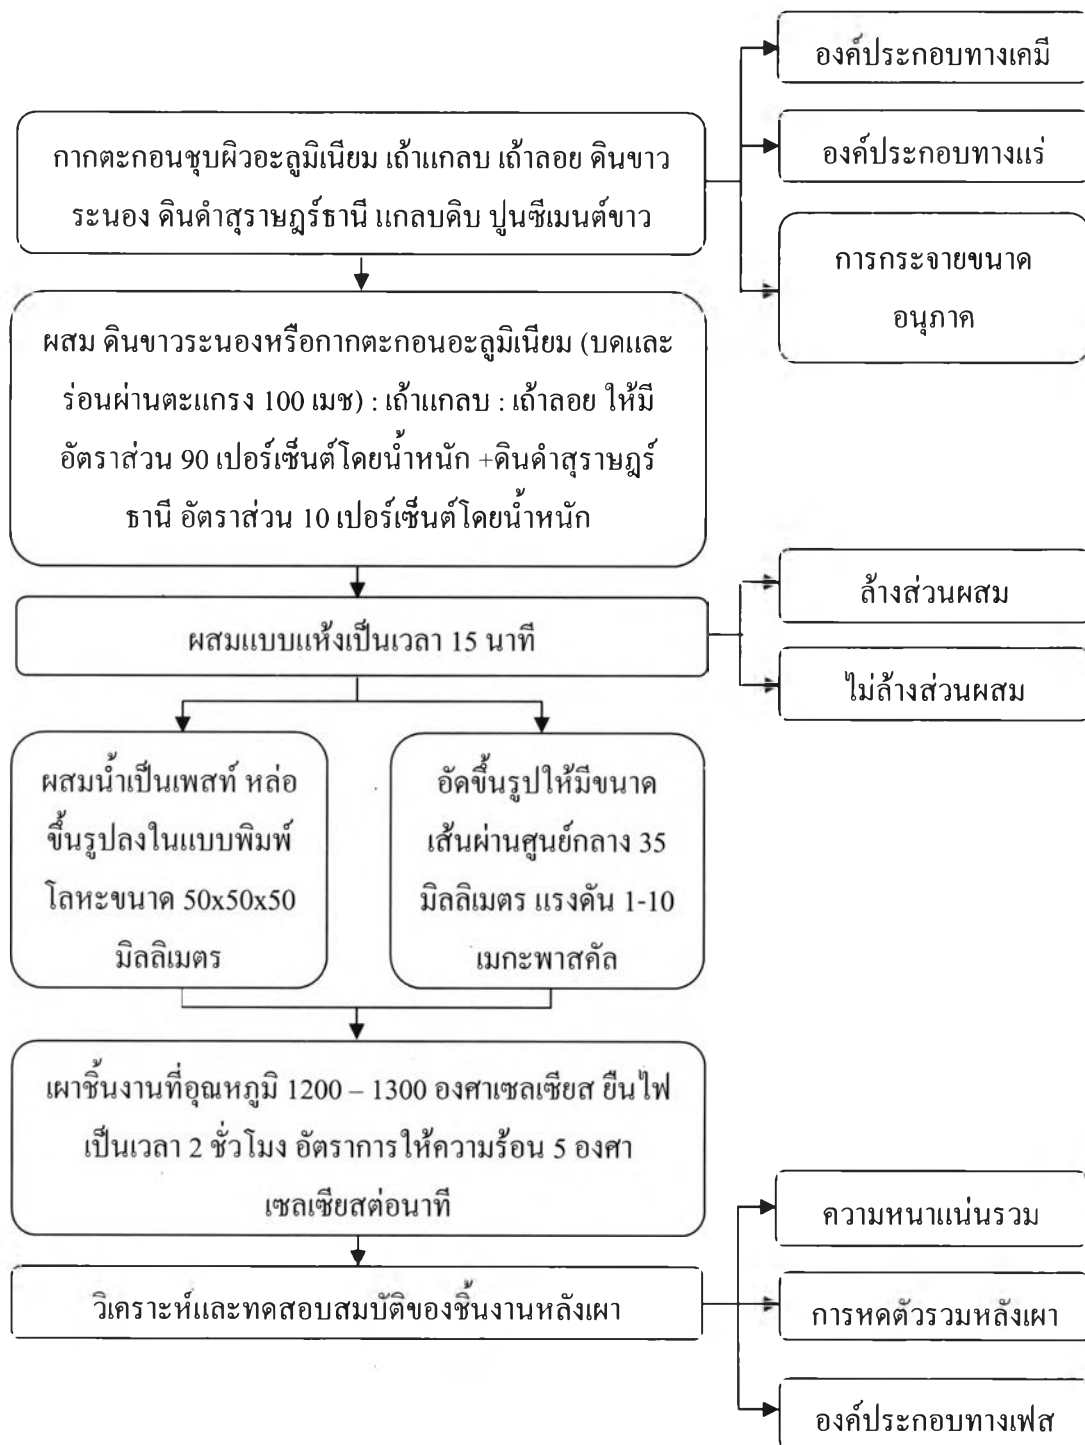 องค์ประกอบทางเคมี
กากตะกอนชุบผิวอะลูมิเนียม เถ้าแกลบ เถ้าลอย ดินขาว
ระนอง ดินดำสุราษฎร์ธานี แกลบดิบ ปูนซีเมนต์ขาว
องค์ประกอบทางแร่
การกระจายขนาด
อนุภาค
ผสม ดินขาวระนองหรือกากตะกอนอะลูมิเนียม (บดและ
ร่อนผ่านตะแกรง 100 เมช) : เถ้าแกลบ : เถ้าลอย ให้มี
อัตราส่วน 90 เปอร์เซ็นต์โดยน้ำหนัก +ดินดำสุราษฎร์
ธานี อัตราส่วน 10 เปอร์เซ็นต์โดยน้ำหนัก
ผสมแบบแห้งเป็นเวลา 15 นาที
ล้างส่วนผสม
ไม่ล้างส่วนผสม
ผสมน้ำเป็นเพสท์ หล่อ
ขึ้นรูปลงในแบบพิมพ์
โลหะขนาด 50x50x50
มิลลิเมตร
อัดขึ้นรูปให้มีขนาด
เส้นผ่านศูนย์กลาง 35
มิลลิเมตร แรงดัน 1-10
เมกะพาสคัล
เผาชิ้นงานที่อุณหภูมิ 1200 – 1300 องศาเซลเซียส ยืนไฟ
เป็นเวลา 2 ชั่วโมง อัตราการให้ความร้อน 5 องศา
เซลเซียสต่อนาที
วิเคราะห์และทดสอบสมบัติของชิ้นงานหลังเผา
ความหนาแน่นรวม
การหดตัวรวมหลังเผา
องค์ประกอบทางเฟส